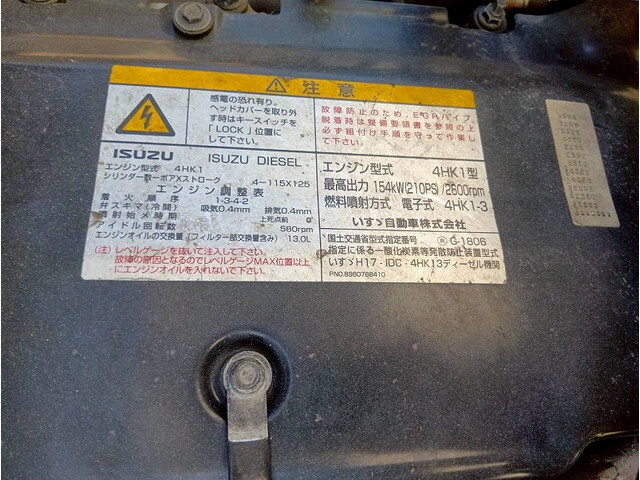 注意
感電の恐れ有り。
ヘッドカバーを取り外
す時はキースイッチを
「LOCK」位置に
して下さい。
故障防止のため、EGRパイプ
脱着時は整備要領書を参照の上
必ず組付け手順を守って作業し
て下さい。
ISUZU ISUZU DIESEL
エンジン型式 4HK1
シリンダ数ーボアXストローク 4-115X125
エンジン調整表
着火順序 1-3-4-2
弁スキマ(冷間) 吸気0.4mm 排気0.4mm
噴射始メ時期 上死点前 0°
アイドル回転数 580rpm
エンジンオイルの交換量(フィルター部交換含み) 13.0L
(注)レベルゲージを抜いて注入して下さい。
故障の原因となるのでレベルゲージMAX位置以上
にエンジンオイルを入れないで下さい。
エンジン型式 4HK1型
最高出力 154kW/210PS/2600rpm
燃料噴射方式 電子式 4HK1-3
いすゞ自動車株式会社
国土交通省型式指定番号 G-1806
指定に係る一酸化炭素等発散防止装置型式
いすゞH17・IBC・4HK13ディーゼル機関
PNO.8980788410